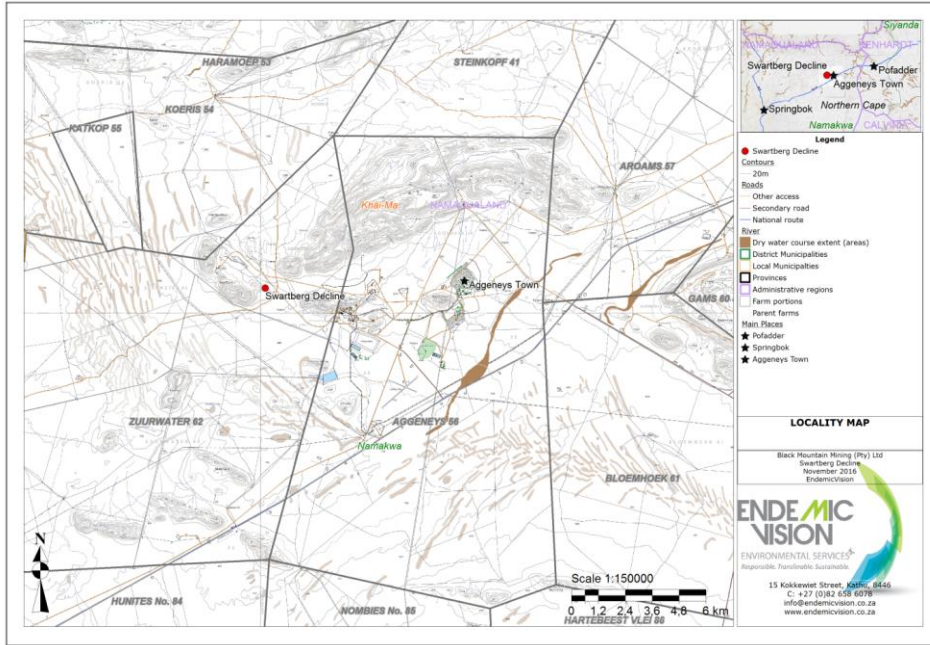 HARAMOEP 53
STEINKOPF 41
KOERIS 54
KATKOP 55
AROAMS 57
Khai-Ma
NAMAQUALAND
Swartberg Decline
Aggeneys Town
GAMS 60
ZUURWATER 62
AGGENEYS 56
Namakwa
BLOEMHOEK 61
N
HUNITES No. 84
NOMBIES No. 85
HARTEBEEST VLEI 86
Scale 1:150000
0 1,2 2,4 3,6 4,8 6 km
Siyanda
NAMAQUALAND
KENHARDT
Swartberg Decline
Pofadder
Aggeneys Town
Springbok
Northern Cape
Namakwa
Legend
Swartberg Decline
Contours
20m
Roads
Other access
Secondary road
National route
River
Dry water course extent (areas)
District Municipalities
Local Municipalties
Provinces
Administrative regions
Farm portions
Parent farms
Main Places
Pofadder
Springbok
Aggeneys Town
LOCALITY MAP
Black Mountain Mining (Pty) Ltd
Swartberg Decline
November 2016
EndemicVision
ENDEMIC
VISION
ENVIRONMENTAL SERVICES
Responsible. Translneable. Sustainable.
15 Kokkewiet Street, Kathu, 8446
C: +27 (0)82 658 6078
info@endemicvision.co.za
www.endemicvision.co.za